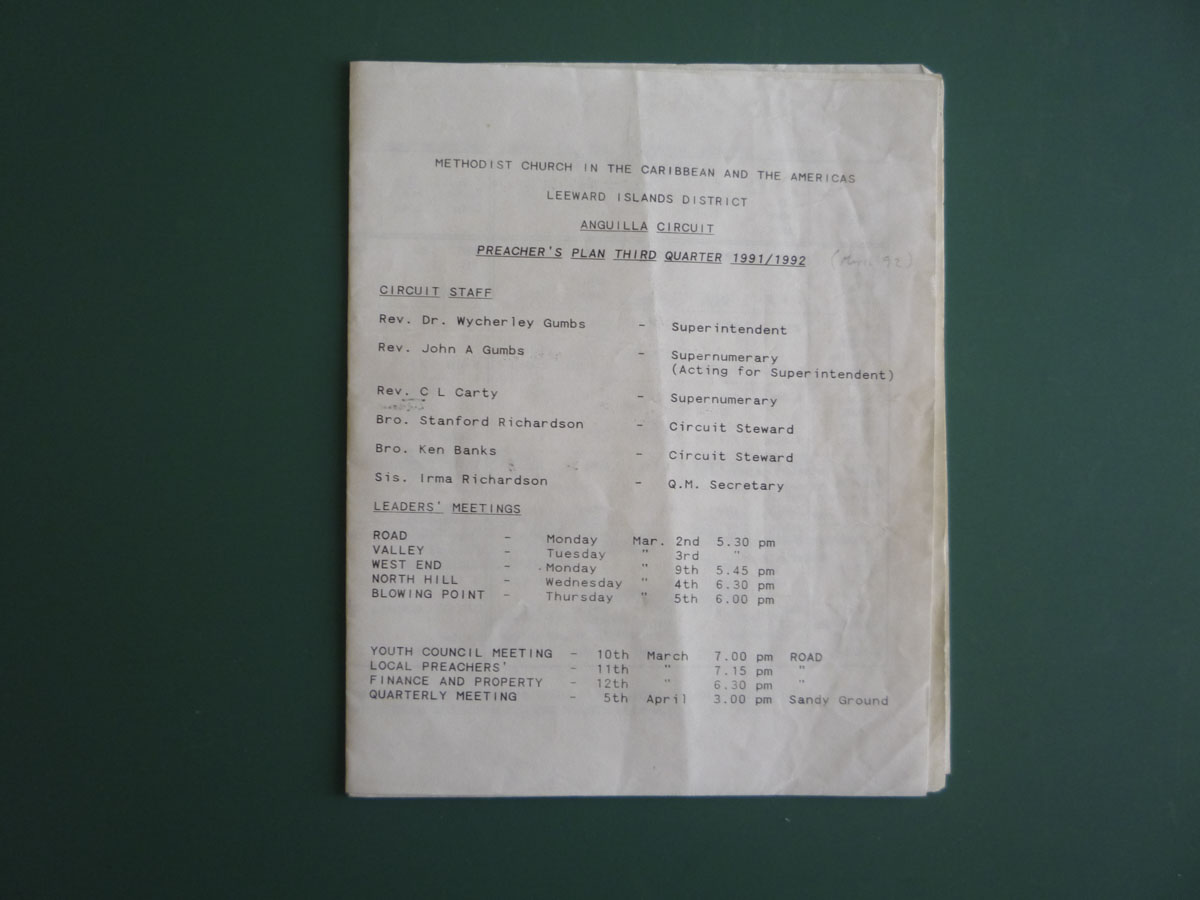 METHODIST CHURCH IN THE CARIBBEAN AND THE AMERICAS
LEEWARD ISLANDS DISTRICT
ANGUILLA CIRCUIT
PREACHER'S PLAN THIRD QUARTER 1991/1992
CIRCUIT STAFF
Rev. Dr. Wycherley Gumbs - Superintendent
Rev. John A Gumbs - Supernumerary
(Acting for Superintendent)
Rev. C L Carty - Supernumerary
Bro. Stanford Richardson - Circuit Steward
Bro. Ken Banks - Circuit Steward
Sis. Irma Richardson - Q.M. Secretary
LEADERS' MEETINGS
ROAD - Monday Mar. 2nd 5.30 pm
VALLEY - Tuesday " 3rd "
WEST END - Monday " 9th 5.45 pm
NORTH HILL - Wednesday " 4th 6.30 pm
BLOWING POINT - Thursday " 5th 6.00 pm
YOUTH COUNCIL MEETING - 10th March 7.00 pm ROAD
LOCAL PREACHERS' - 11th " 7.15 pm "
FINANCE AND PROPERTY - 12th " 6.30 pm "
QUARTERLY MEETING - 5th April 3.00 pm Sandy Ground